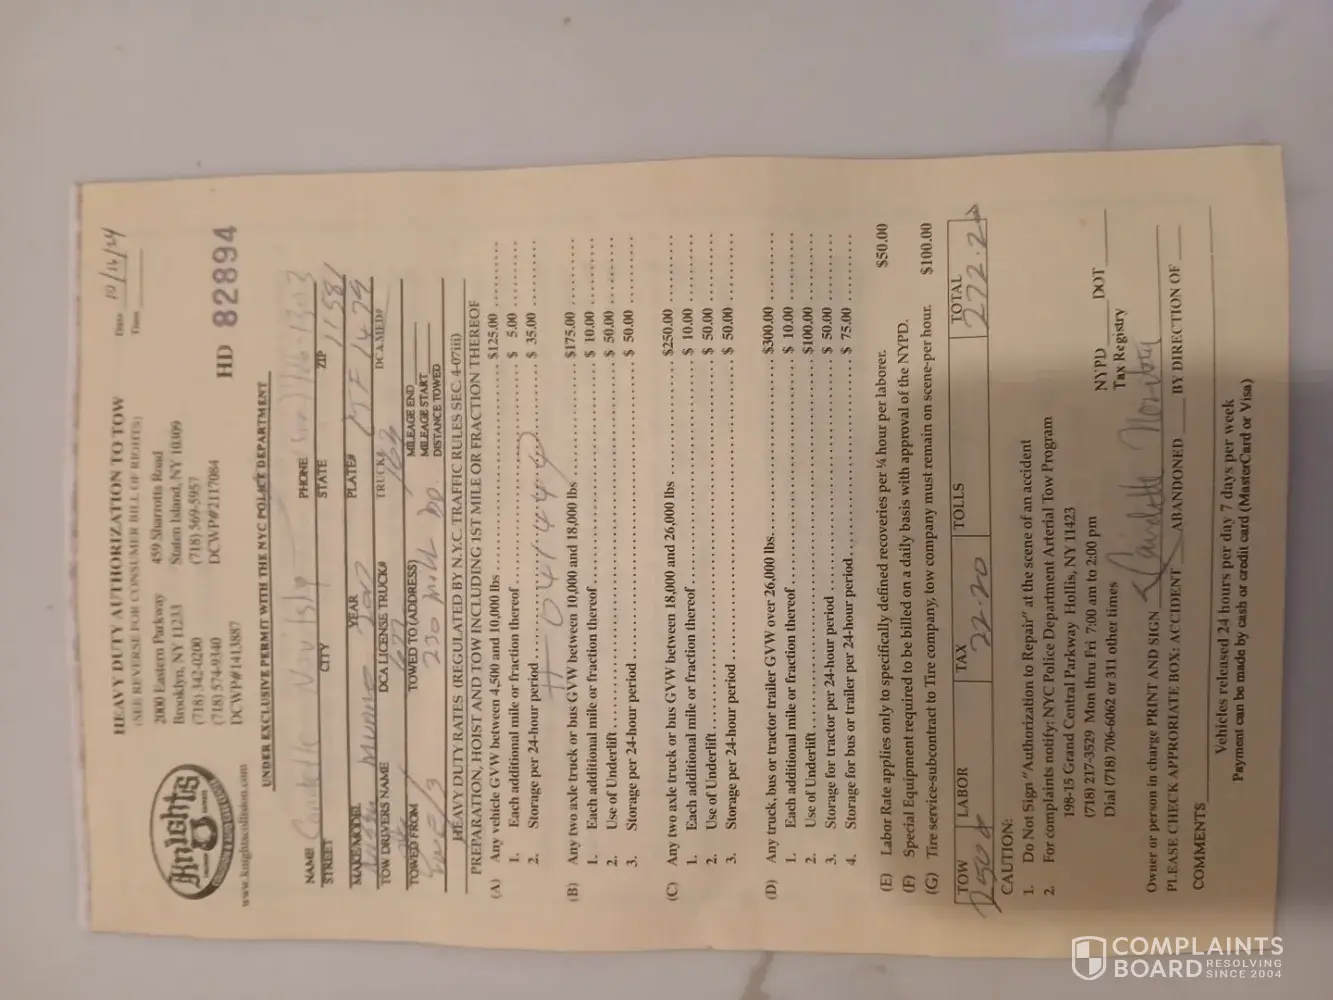 Knights
www.knightscollision.com
HEAVY DUTY AUTHORIZATON TO TOW
(SEE REVERSE FOR CONSUMER BILL OF RIGHTS)
Date 10/16/24
Time
2000 Eastern Parkway
Brooklyn, NY 11233
(718) 342-0200
(718) 574-9340
DCWP#1413887
459 Sharrotts Road
Staten Island, NY 10309
(718) 569-5957
DCWP#2117084
HD 82894
UNDER EXCLUSIVE PERMIT WITH THE NYC POLICE DEPARTMENT
NAME PHONE
STREET CITY STATE ZIP 11581
MAKE/MODEL YEAR PLATE#
TOW DRIVERS NAME DCA LICENSE TRUCK# TRUCK# DCA MED#
TOWED FROM TOWED TO (ADDRESS) MILEAGE END
MILEAGE START
230 Mill RD. DISTANCE TOWED
HEAVY DUTY RATES (REGULATED BY N.Y.C. TRAFFIC RULES SEC. 4-07iii)
PREPARATION, HOIST AND TOW INCLUDING 1ST MILE OR FRACTION THEREOF
(A) Any vehicle GVW between 4,500 and 10,000 lbs $125.00
1. Each additional mile or fraction thereof $ 5.00
2. Storage per 24-hour period $ 35.00
(B) Any two axle truck or bus GVW between 10,000 and 18,000 lbs $175.00
1. Each additional mile or fraction thereof $ 10.00
2. Use of Underlift $ 50.00
3. Storage per 24-hour period $ 50.00
(C) Any two axle truck or bus GVW between 18,000 and 26,000 lbs $250.00
1. Each additional mile or fraction thereof $ 10.00
2. Use of Underlift $ 50.00
3. Storage per 24-hour period $ 50.00
(D) Any truck, bus or tractor trailer GVW over 26,000 lbs $300.00
1. Each additional mile or fraction thereof $ 10.00
2. Use of Underlift $100.00
3. Storage for tractor per 24-hour period $ 50.00
4. Storage for bus or trailer per 24-hour period $ 75.00
(E) Labor Rate applies only to specifically defined recoveries per ¼ hour per laborer. $50.00
(F) Special Equipment required to be billed on a daily basis with approval of the NYPD.
(G) Tire service-subcontract to Tire company, tow company must remain on scene-per hour. $100.00
TOW LABOR TAX TOLLS TOTAL
22.20 272.20
CAUTION:
1. Do Not Sign "Authorization to Repair" at the scene of an accident
2. For complaints notify: NYC Police Department Arterial Tow Program
198-15 Grand Central Parkway Hollis, NY 11423
(718) 217-3529 Mon thru Fri 7:00 am to 2:00 pm
Dial (718) 706-6062 or 311 other times
NYPD DOT
Tax Registry
Owner or person in charge PRINT AND SIGN
PLEASE CHECK APPROPRIATE BOX: ACCIDENT ABANDONED BY DIRECTION OF
COMMENTS
Vehicles released 24 hours per day 7 days per week
Payment can be made by cash or credit card (MasterCard or Visa)
COMPLAINTS
BOARD RESOLVING
SINCE 2004